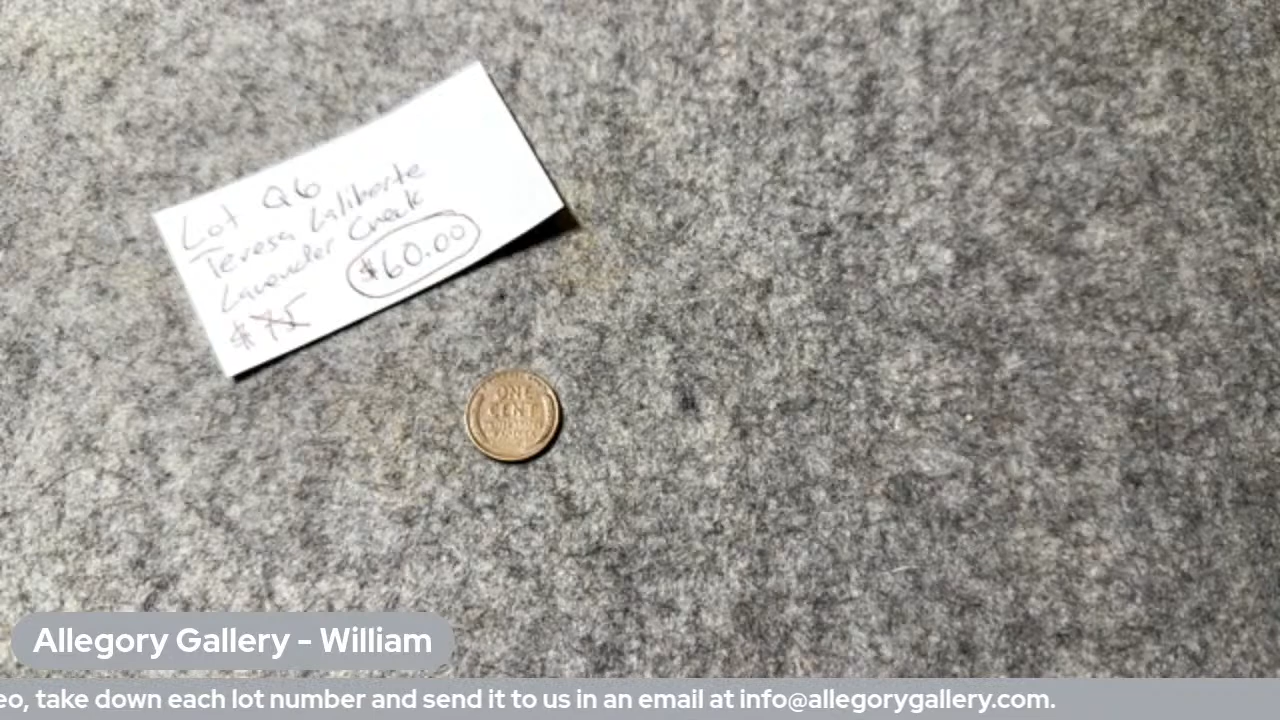 Lot Q6
Teresa Laliberte
Lavender Creek
$75 $60.00
ONE
CENT
Allegory Gallery - William
eo, take down each lot number and send it to us in an email at info@allegorygallery.com.